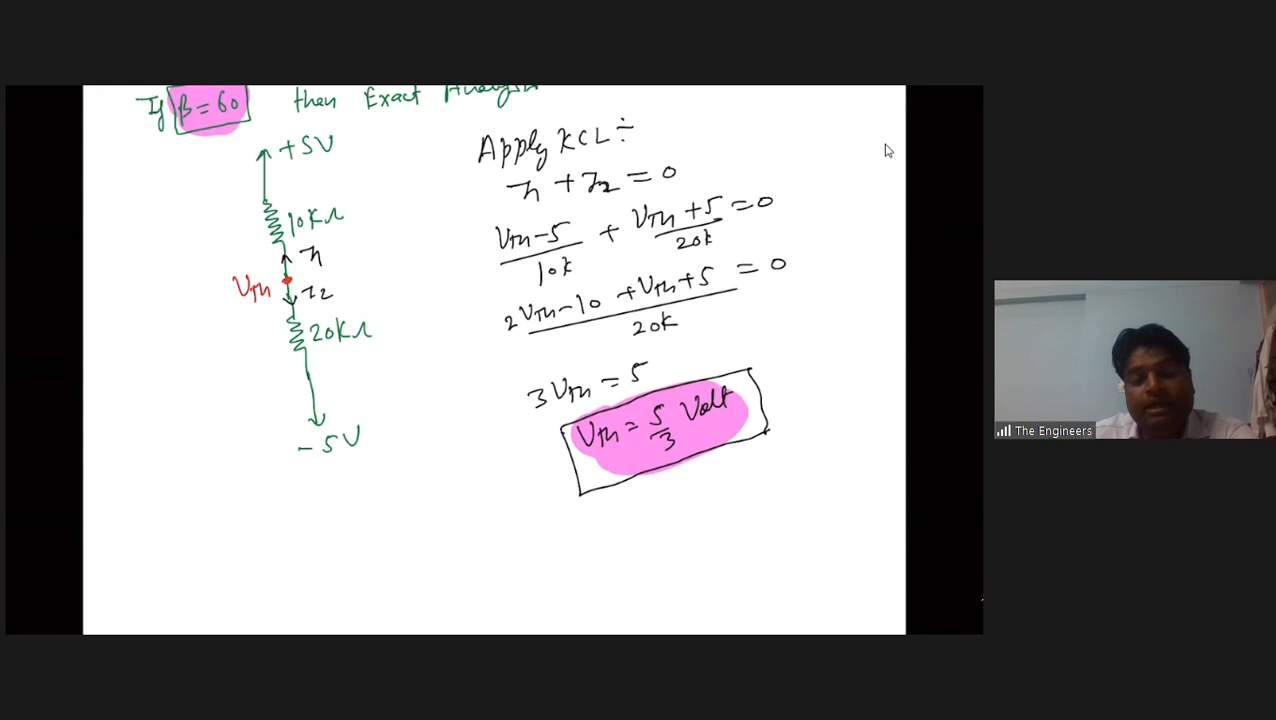 If β = 60 then Exact Analysis
+5V
10KΩ
I1
VTh
I2
20KΩ
- 5V
Apply KCL ÷
I1 + I2 = 0
VTh-5/10k + VTh+5/20k = 0
2VTh-10 + VTh+5/20k = 0
3VTh = 5
VTh = 5/3 Volt
The Engineers